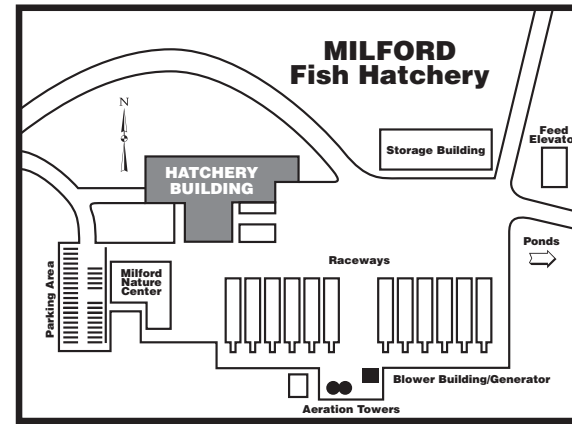 MILFORD
Fish Hatchery
N
Storage Building
Feed
Elevator
HATCHERY
BUILDING
Ponds
Raceways
Parking Area
Milford
Nature
Center
Blower Building/Generator
Aeration Towers